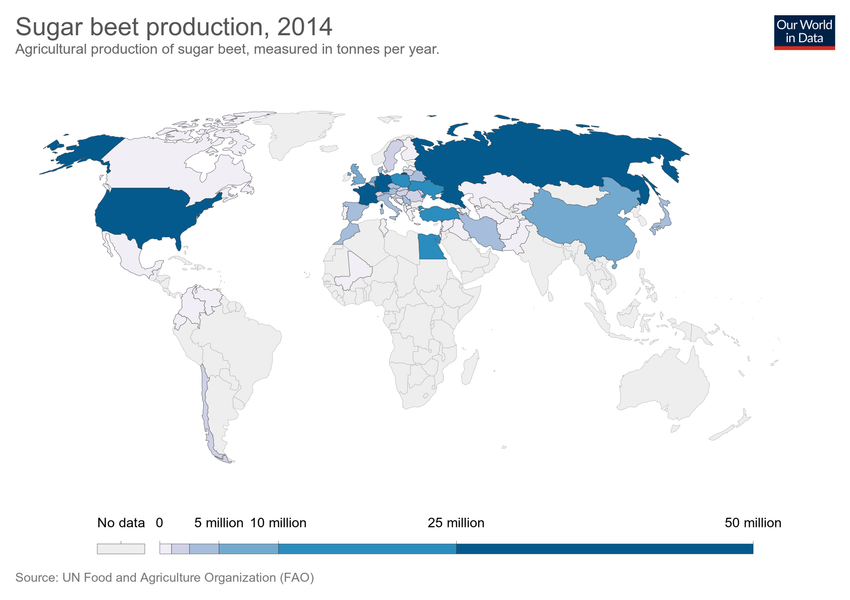 Sugar beet production, 2014
Agricultural production of sugar beet, measured in tonnes per year.
Our World
in Data
No data 0 5 million 10 million 25 million 50 million
Source: UN Food and Agriculture Organization (FAO)